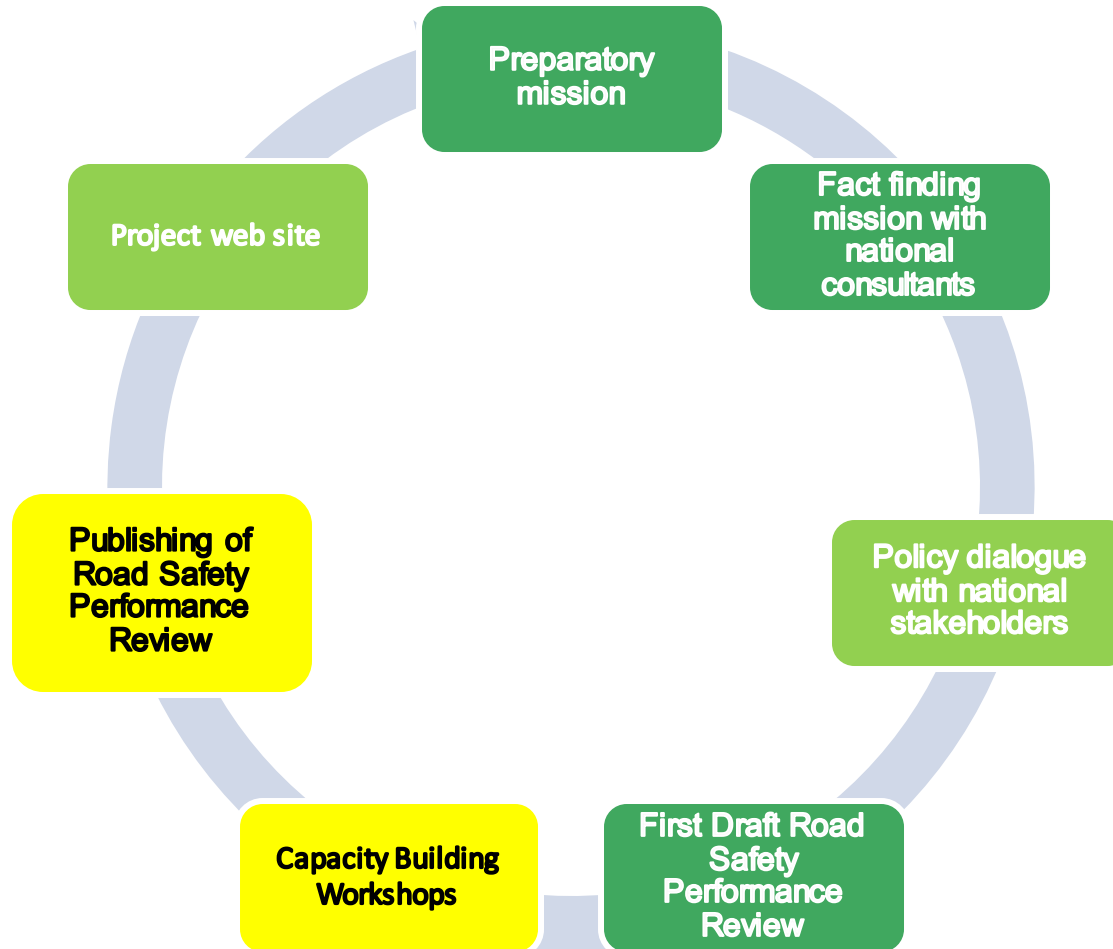 Preparatory
mission
Fact finding
mission with
national
consultants
Policy dialogue
with national
stakeholders
First Draft Road
Safety
Performance
Review
Capacity Building
Workshops
Publishing of
Road Safety
Performance
Review
Project web site